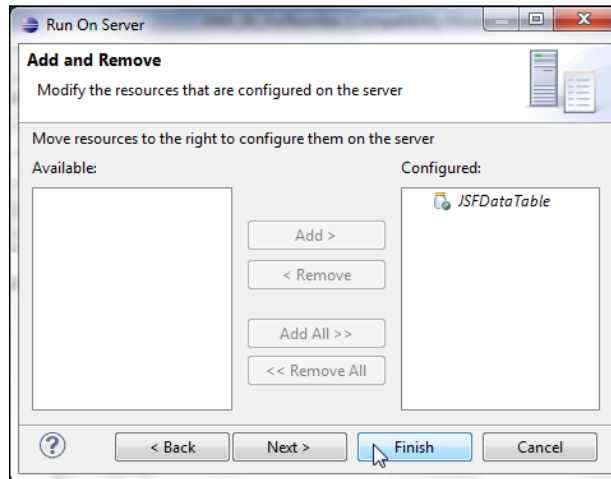 Run On Server
Add and Remove
Modify the resources that are configured on the server
Move resources to the right to configure them on the server
Available:
Configured:
JSFDataTable
Add >
< Remove
Add All >>
<< Remove All
?
< Back
Next >
Finish
Cancel